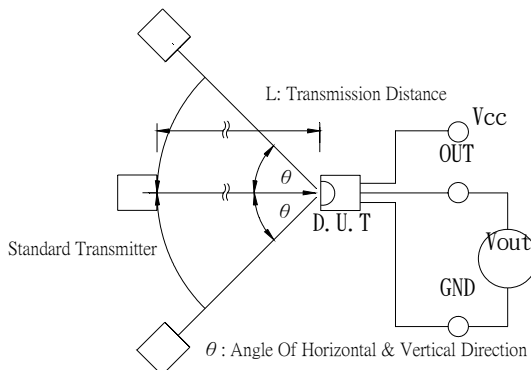 L: Transmission Distance
Vcc
OUT
θ
θ
D.U.T
Standard Transmitter
Vout
GND
θ : Angle Of Horizontal & Vertical Direction